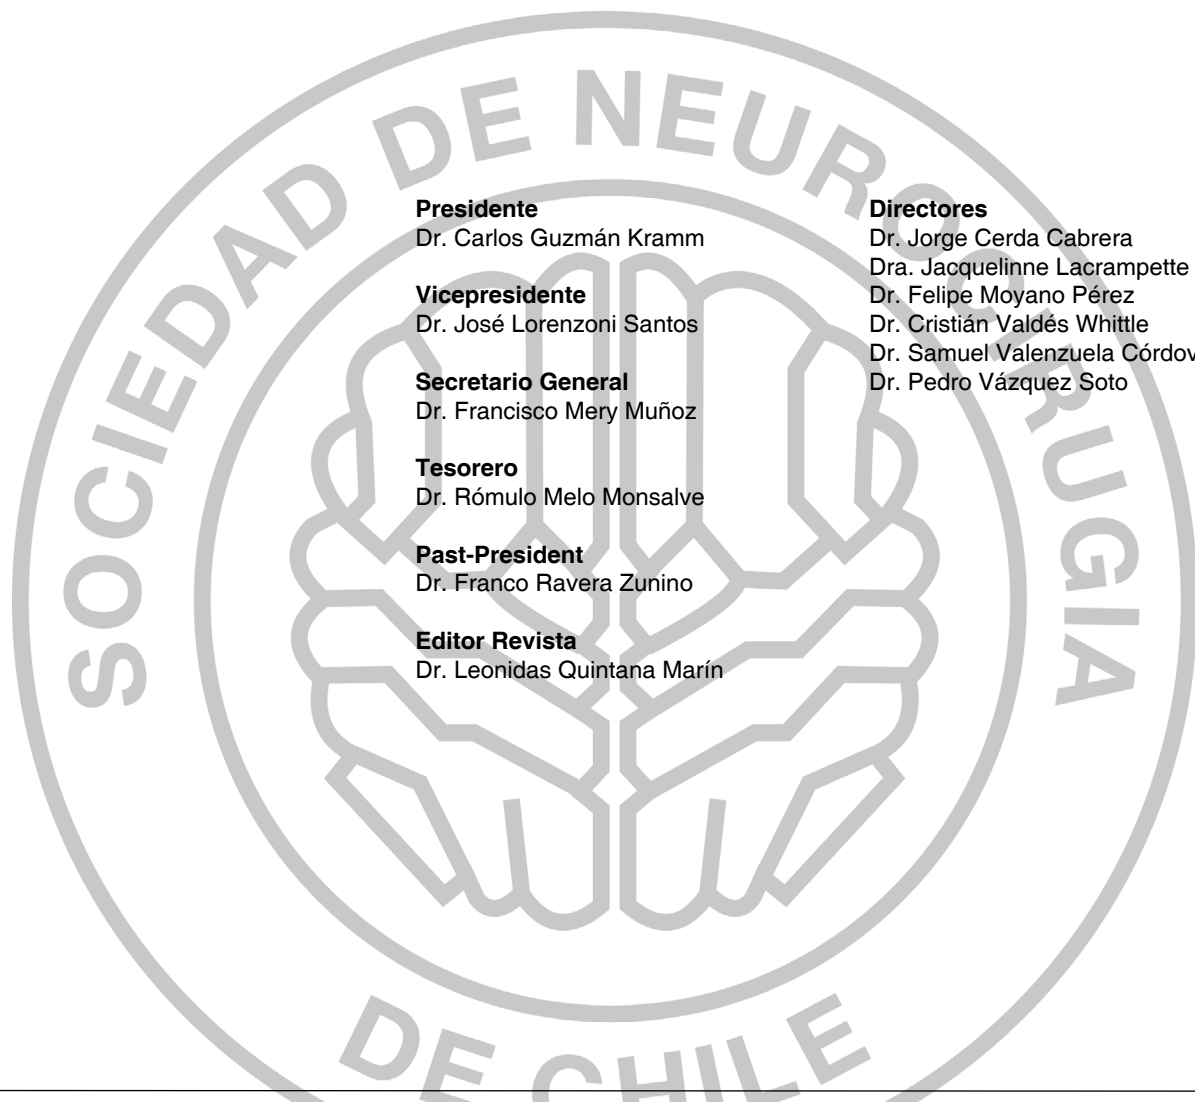 SOCIEDAD DE NEUROCIRUGIA
DE CHILE
Presidente
Dr. Carlos Guzmán Kramm
Vicepresidente
Dr. José Lorenzoni Santos
Secretario General
Dr. Francisco Mery Muñoz
Tesorero
Dr. Rómulo Melo Monsalve
Past-President
Dr. Franco Ravera Zunino
Editor Revista
Dr. Leonidas Quintana Marín
Directores
Dr. Jorge Cerda Cabrera
Dra. Jacquelinne Lacrampette
Dr. Felipe Moyano Pérez
Dr. Cristián Valdés Whittle
Dr. Samuel Valenzuela
Dr. Pedro Vázquez Soto